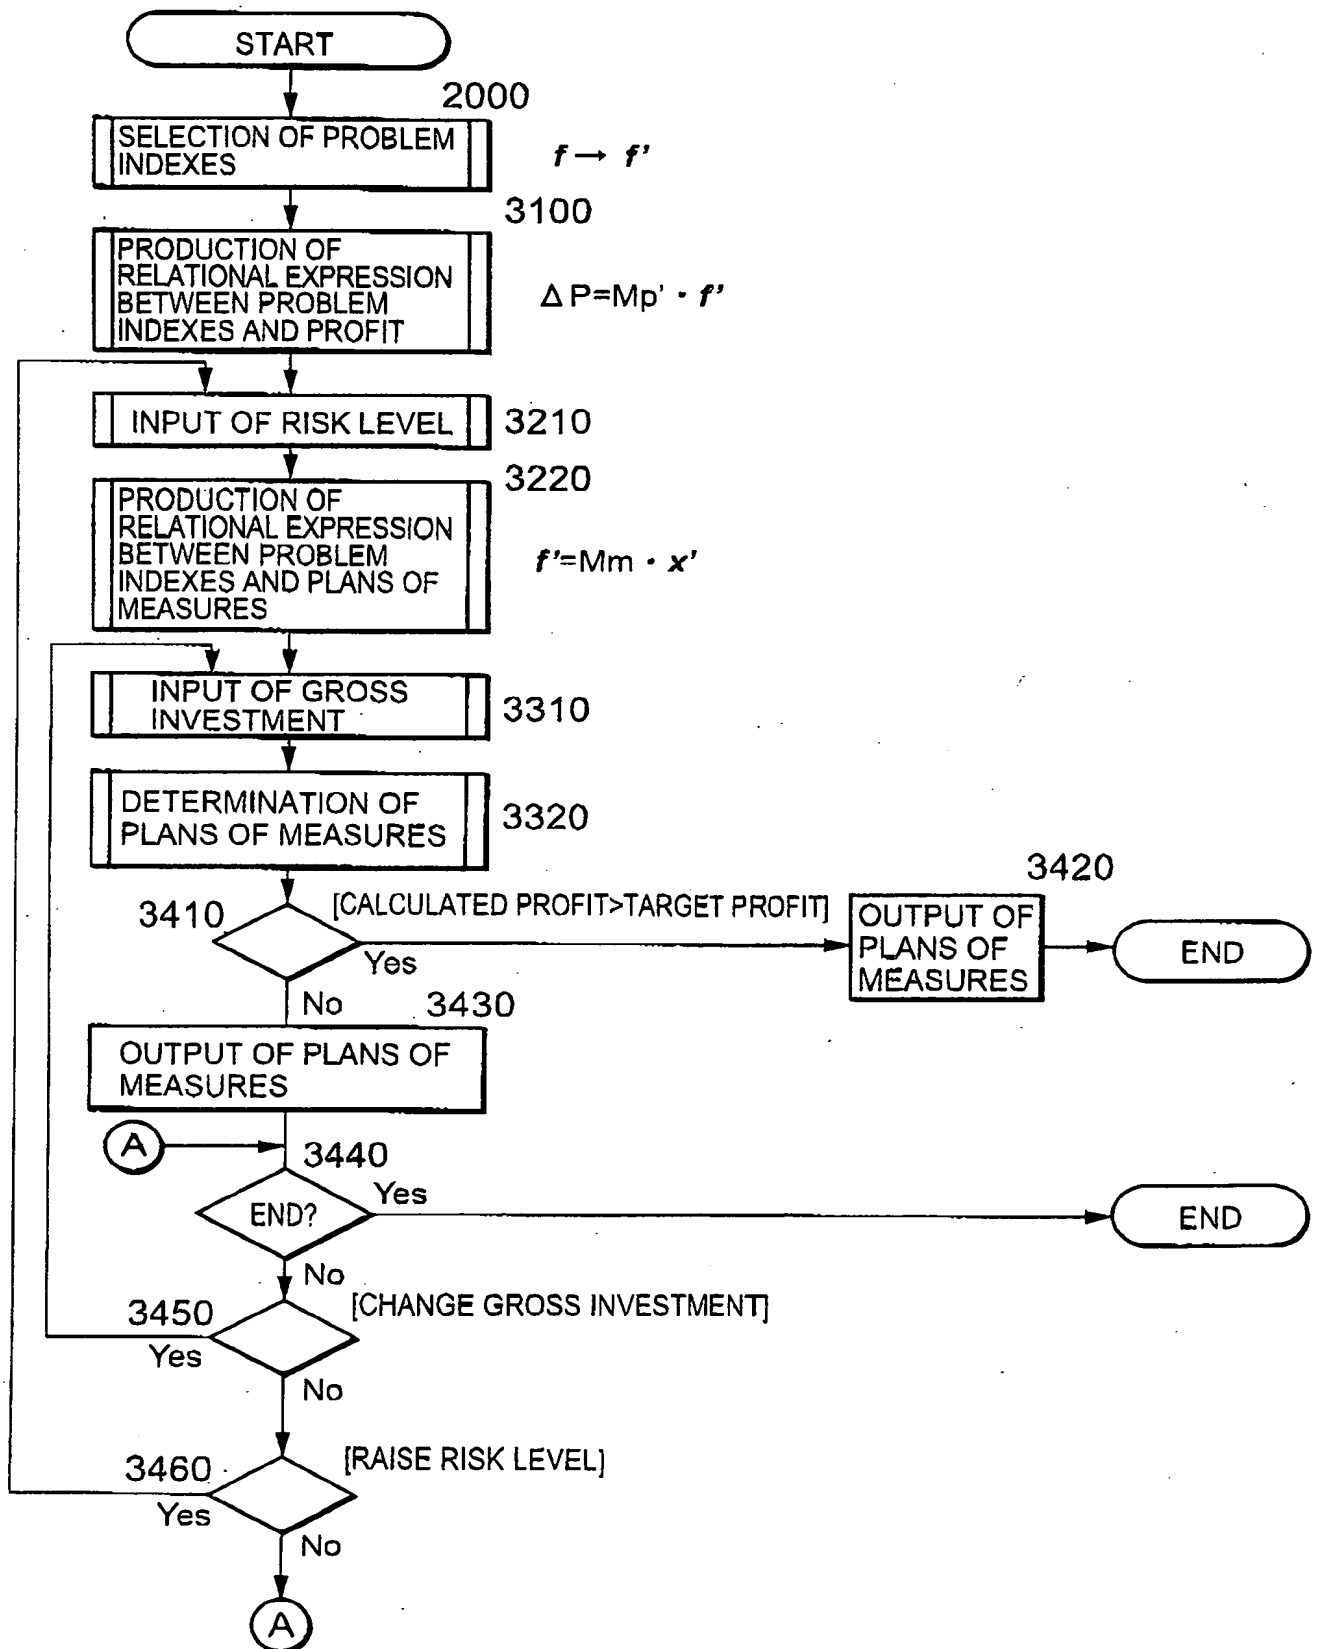 START
2000
SELECTION OF PROBLEM
INDEXES
f → f'
3100
PRODUCTION OF
RELATIONAL EXPRESSION
BETWEEN PROBLEM
INDEXES AND PROFIT
Δ P=Mp' · f'
INPUT OF RISK LEVEL
3210
3220
PRODUCTION OF
RELATIONAL EXPRESSION
BETWEEN PROBLEM
INDEXES AND PLANS OF
MEASURES
f'=Mm · x'
INPUT OF GROSS
INVESTMENT
3310
DETERMINATION OF
PLANS OF MEASURES
3320
3410
[CALCULATED PROFIT>TARGET PROFIT]
Yes
3420
OUTPUT OF
PLANS OF
MEASURES
END
No
3430
OUTPUT OF PLANS OF
MEASURES
A
3440
END?
Yes
END
No
3450
[CHANGE GROSS INVESTMENT]
Yes
No
3460
[RAISE RISK LEVEL]
Yes
No
A